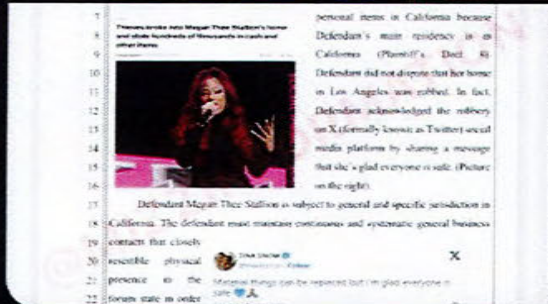 7
personal items in California because
Thieves broke into Megan Thee Stallion's home
and stole hundreds of thousands in cash and
other items
8
Defendant's main residency is in
9
California (Plaintiff's Decl. 8).
10
Defendant did not dispute that her home
11
in Los Angeles was robbed. In fact,
12
Defendant acknowledged the robbery
13
on X (formally known as Twitter) social
14
media platform by sharing a message
15
that she's glad everyone is safe. (Picture
16
on the right).
17
Defendant Megan Thee Stallion is subject to general and specific jurisdiction in
18
California. The defendant must maintain continuous and systematic general business
19
contacts that closely
20
resemble physical
21
presence in the
22
forum state in order
X
Follow
Material things can be replaced but I'm glad everyone is
safe 💙🙏🏾